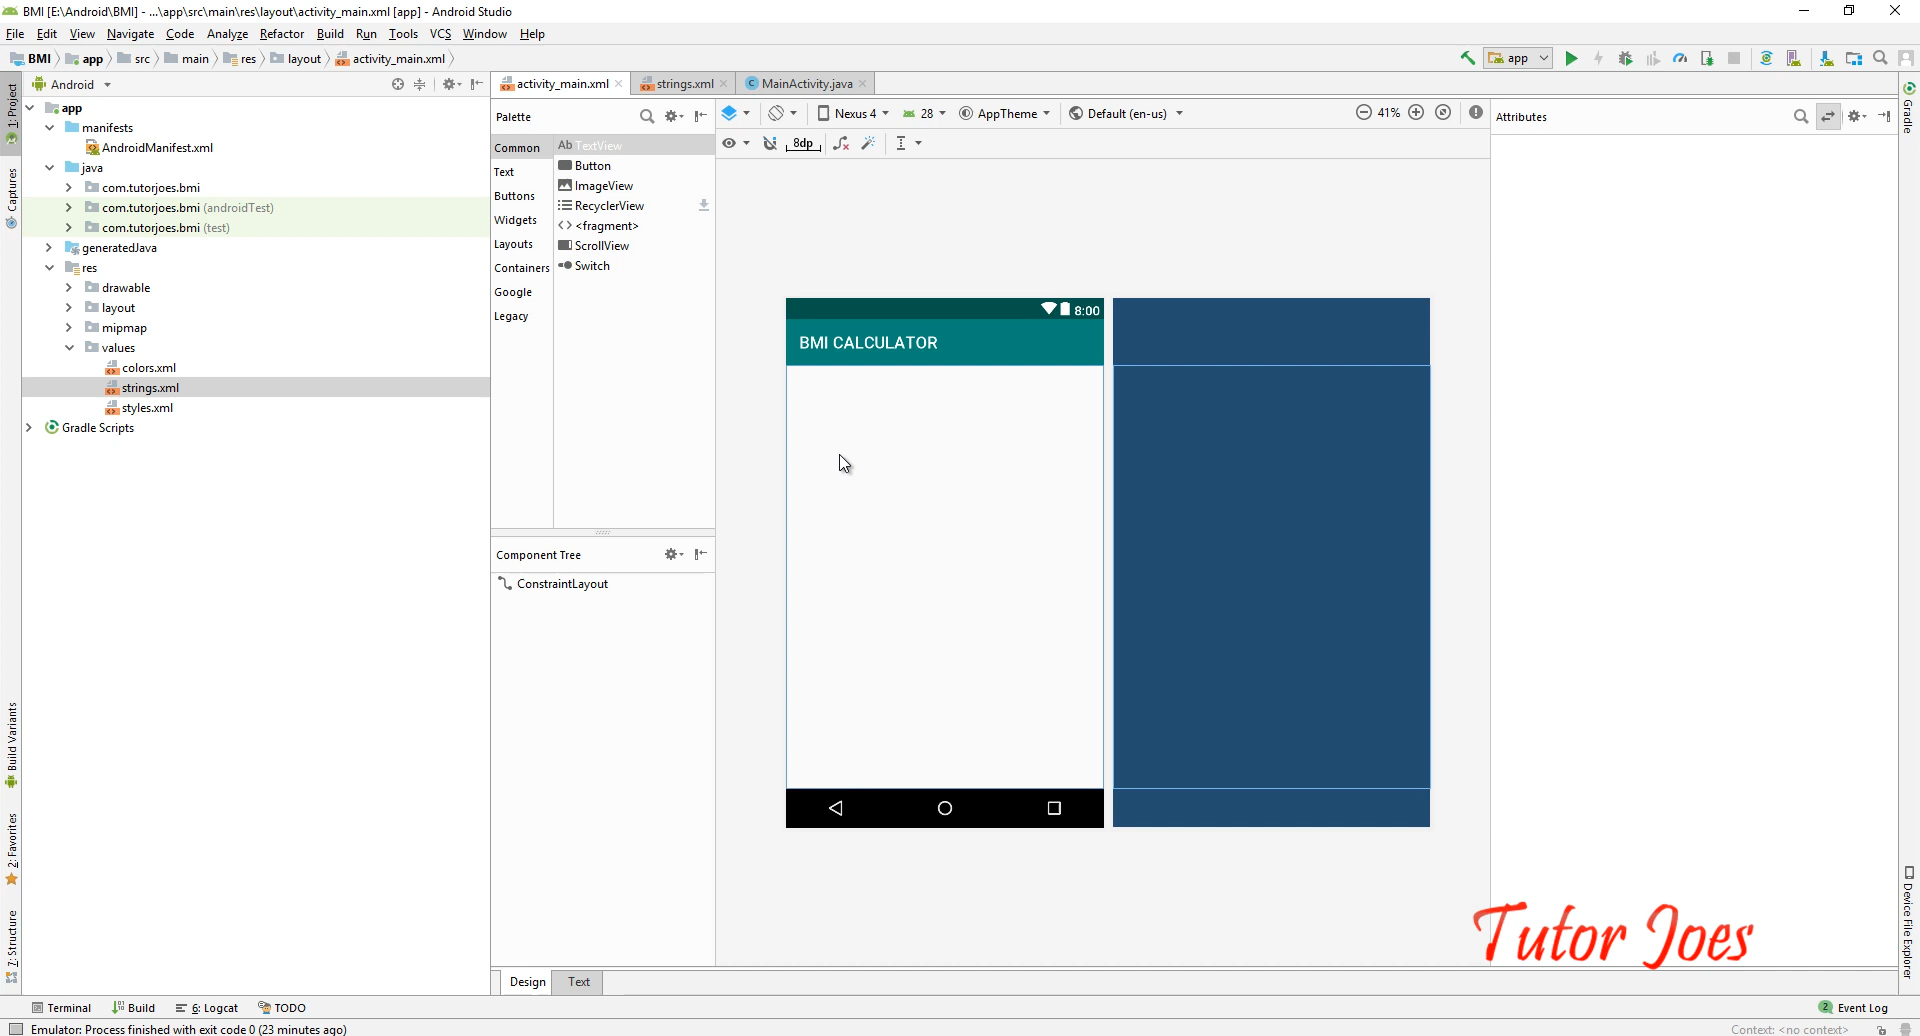 BMI [E:\Android\BMI] - ...\app\src\main\res\layout\activity_main.xml [app] - Android Studio
File Edit View Navigate Code Analyze Refactor Build Run Tools VCS Window Help
BMI app src main res layout activity_main.xml app
1: Project
Captures
Build Variants
2: Favorites
7: Structure
Android
app
manifests
AndroidManifest.xml
java
com.tutorjoes.bmi
com.tutorjoes.bmi (androidTest)
com.tutorjoes.bmi (test)
generatedJava
res
drawable
layout
mipmap
values
colors.xml
strings.xml
styles.xml
Gradle Scripts
activity_main.xml strings.xml MainActivity.java
Palette
Common
Text
Buttons
Widgets
Layouts
Containers
Google
Legacy
Ab TextView
Button
ImageView
RecyclerView
<fragment>
ScrollView
Switch
Component Tree
ConstraintLayout
Nexus 4 28 AppTheme Default (en-us) 41%
8dp
8:00
BMI CALCULATOR
Attributes
Gradle
Device File Explorer
Tutor Joes
Design Text
Terminal Build 6: Logcat TODO 2 Event Log
Emulator: Process finished with exit code 0 (23 minutes ago) Context: <no context>